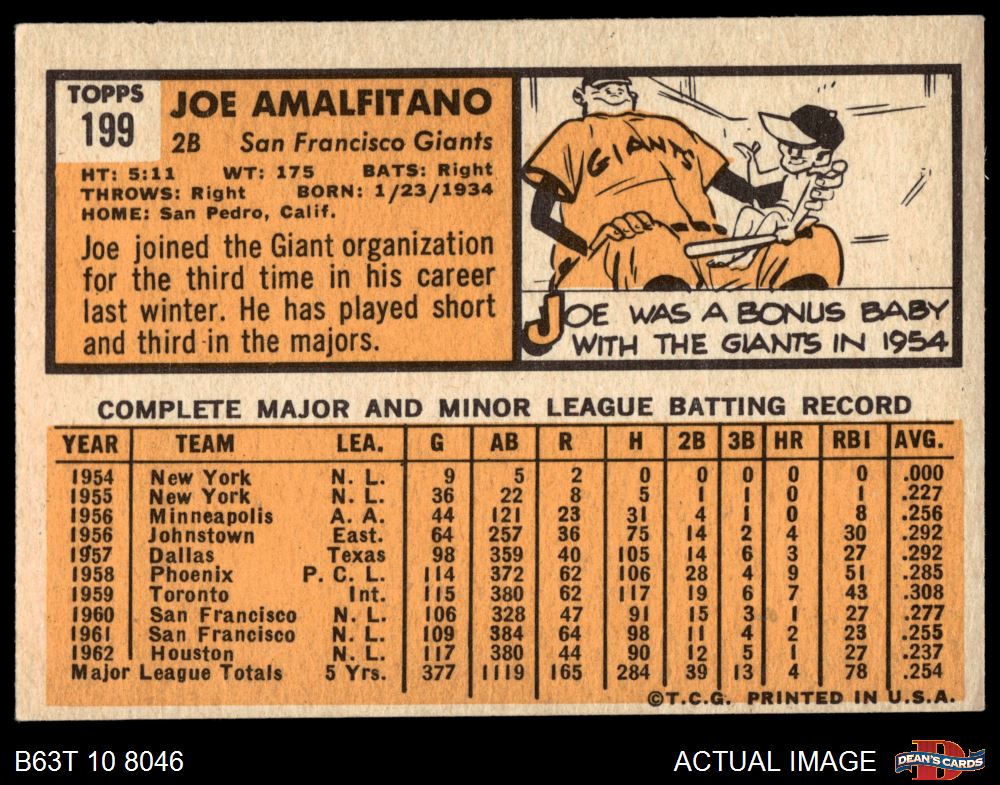 TOPPS
199
JOE AMALFITANO
2B San Francisco Giants
HT: 5:11 WT: 175 BATS: Right
THROWS: Right BORN: 1/23/1934
HOME: San Pedro, Calif.
Joe joined the Giant organization
for the third time in his career
last winter. He has played short
and third in the majors.
GIANTS
JOE WAS A BONUS BABY
WITH THE GIANTS IN 1954
COMPLETE MAJOR AND MINOR LEAGUE BATTING RECORD
YEAR TEAM LEA. G AB R H 2B 3B HR RBI AVG.
1954 New York N. L. 9 5 2 0 0 0 0 0 .000
1955 New York N. L. 36 22 8 5 1 1 0 1 .227
1956 Minneapolis A. A. 44 121 23 31 4 1 0 8 .256
1956 Johnstown East. 64 257 36 75 14 2 4 30 .292
1957 Dallas Texas 98 359 40 105 14 6 3 27 .292
1958 Phoenix P. C. L. 114 372 62 106 28 4 9 51 .285
1959 Toronto Int. 115 380 62 117 19 6 7 43 .308
1960 San Francisco N. L. 106 328 47 91 15 3 1 27 .277
1961 San Francisco N. L. 109 384 64 98 11 4 2 23 .255
1962 Houston N. L. 117 380 44 90 12 5 1 27 .237
Major League Totals 5 Yrs. 377 1119 165 284 39 13 4 78 .254
©T.C.G. PRINTED IN U.S.A.
B63T 10 8046
ACTUAL IMAGE
D
DEAN'S CARDS